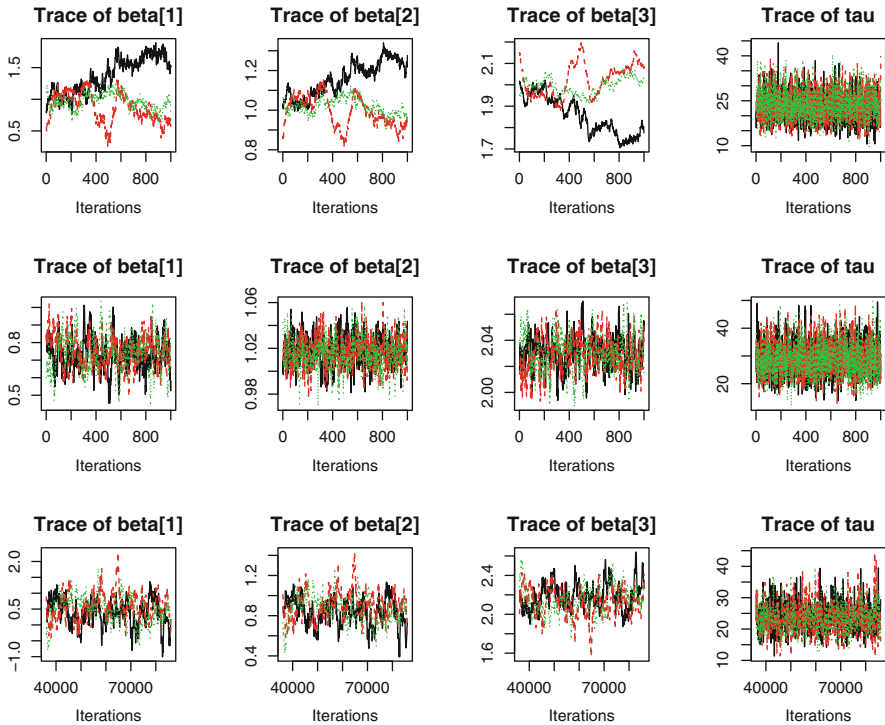 Trace of beta[1] Trace of beta[2] Trace of beta[3] Trace of tau
1.5
0.5
0 400 800
Iterations
1.2
1.0
0.8
0 400 800
Iterations
2.1
1.9
1.7
0 400 800
Iterations
40
25
10
0 400 800
Iterations
Trace of beta[1] Trace of beta[2] Trace of beta[3] Trace of tau
0.8
0.5
0 400 800
Iterations
1.06
1.02
0.98
0 400 800
Iterations
2.04
2.00
0 400 800
Iterations
40
20
0 400 800
Iterations
Trace of beta[1] Trace of beta[2] Trace of beta[3] Trace of tau
2.0
0.5
−1.0
40000 70000
Iterations
1.2
0.8
0.4
40000 70000
Iterations
2.4
2.0
1.6
40000 70000
Iterations
40
30
20
10
40000 70000
Iterations